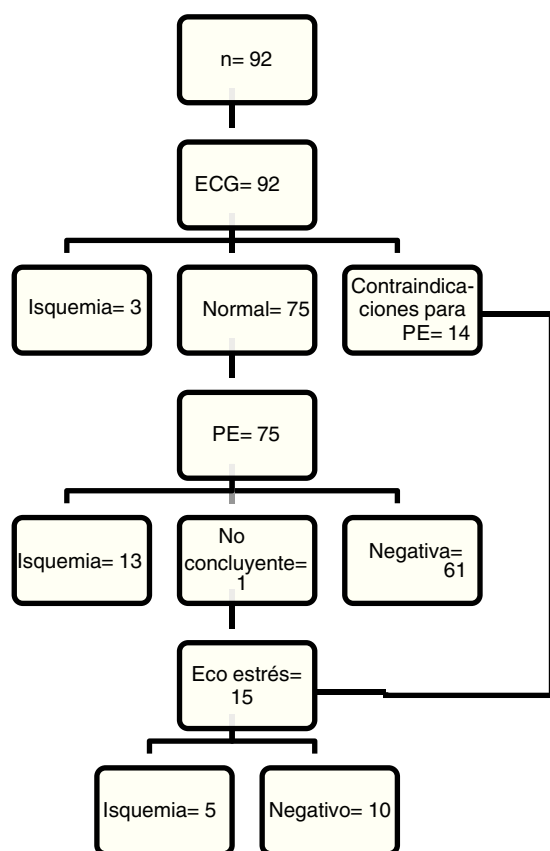 n= 92
ECG= 92
Isquemia= 3
Normal= 75
Contraindica-
ciones para
PE= 14
PE= 75
Isquemia= 13
No
concluyente=
1
Negativa=
61
Eco estrés=
15
Isquemia= 5
Negativo= 10